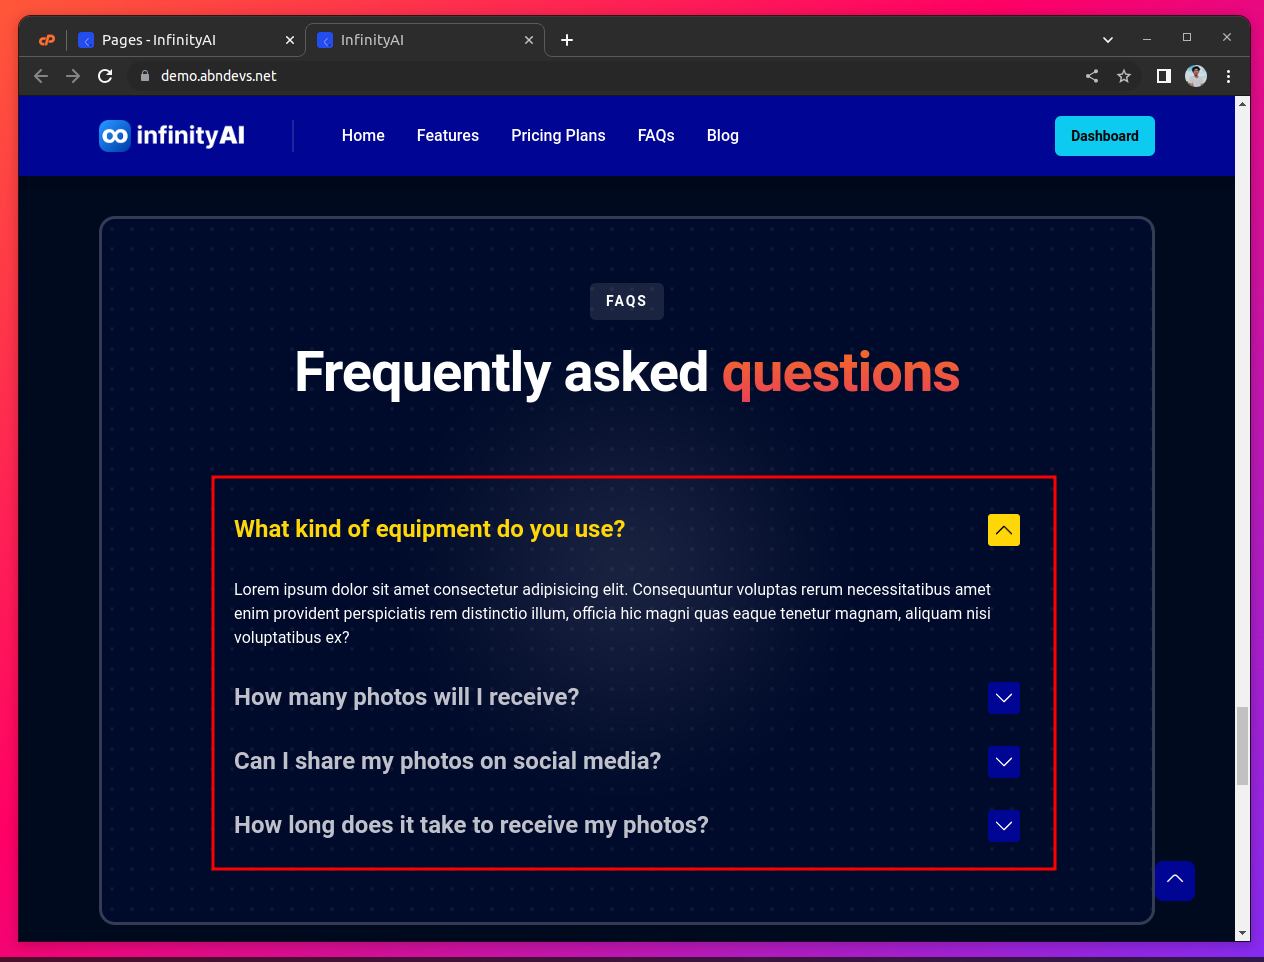 Pages - InfinityAI
InfinityAI
demo.abndevs.net
infinityAI
Home
Features
Pricing Plans
FAQs
Blog
Dashboard
FAQS
Frequently asked questions
What kind of equipment do you use?
Lorem ipsum dolor sit amet consectetur adipisicing elit. Consequuntur voluptas rerum necessitatibus amet
enim provident perspiciatis rem distinctio illum, officia hic magni quas eaque tenetur magnam, aliquam nisi
voluptatibus ex?
How many photos will I receive?
Can I share my photos on social media?
How long does it take to receive my photos?